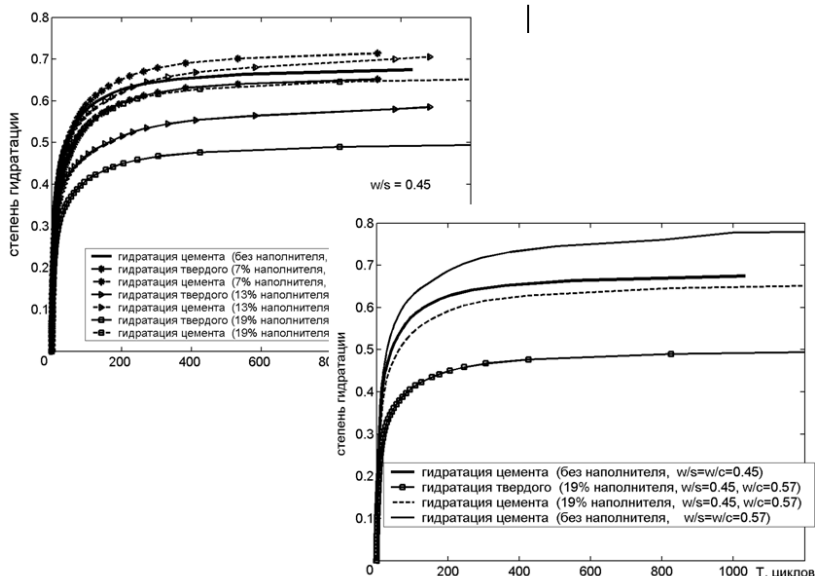 0.8
0.7
0.6
0.5
0.4
0.3
0.2
0.1
0
степень гидратации
w/s = 0.45
гидратация цемента (без наполнителя,
гидратация твердого (7% наполнителя,
гидратация цемента (7% наполнителя,
гидратация твердого (13% наполнителя
гидратация цемента (13% наполнителя
гидратация твердого (19% наполнителя
гидратация цемента (19% наполнителя
200 400 600
0.8
0.7
0.6
0.5
0.4
0.3
0.2
0.1
0
степень гидратации
гидратация цемента (без наполнителя, w/s=w/c=0.45)
гидратация твердого (19% наполнителя, w/s=0.45, w/c=0.57)
гидратация цемента (19% наполнителя, w/s=0.45, w/c=0.57)
гидратация цемента (без наполнителя, w/s=w/c=0.57)
200 400 600 800 1000 Т, циклов